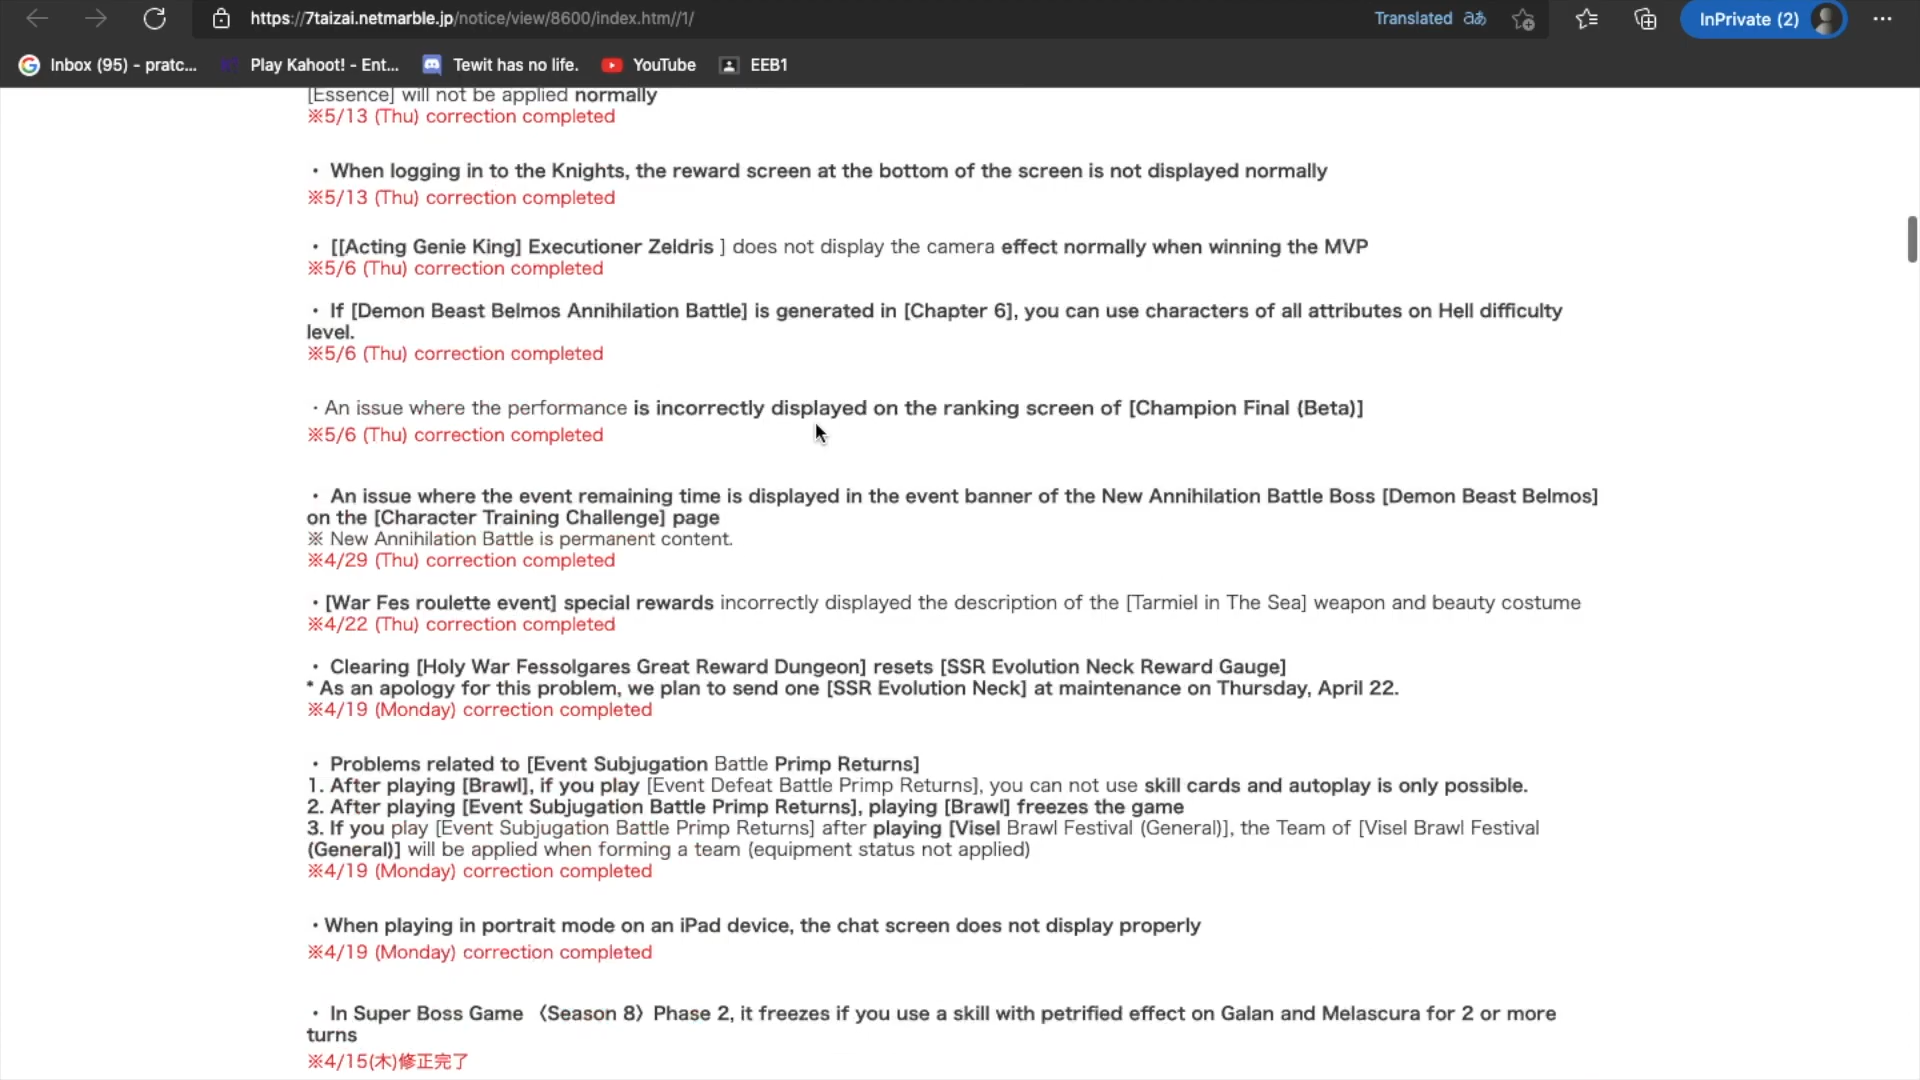 https://7taizai.netmarble.jp/notice/view/8600/index.htm//1/
Translated
InPrivate (2)
Inbox (95) - pratc...
Play Kahoot! - Ent...
Tewit has no life.
YouTube
EEB1
[Essence] will not be applied normally
※5/13 (Thu) correction completed
・ When logging in to the Knights, the reward screen at the bottom of the screen is not displayed normally
※5/13 (Thu) correction completed
・ [[Acting Genie King] Executioner Zeldris ] does not display the camera effect normally when winning the MVP
※5/6 (Thu) correction completed
・ If [Demon Beast Belmos Annihilation Battle] is generated in [Chapter 6], you can use characters of all attributes on Hell difficulty
level.
※5/6 (Thu) correction completed
・An issue where the performance is incorrectly displayed on the ranking screen of [Champion Final (Beta)]
※5/6 (Thu) correction completed
・ An issue where the event remaining time is displayed in the event banner of the New Annihilation Battle Boss [Demon Beast Belmos]
on the [Character Training Challenge] page
※ New Annihilation Battle is permanent content.
※4/29 (Thu) correction completed
・[War Fes roulette event] special rewards incorrectly displayed the description of the [Tarmiel in The Sea] weapon and beauty costume
※4/22 (Thu) correction completed
・ Clearing [Holy War Fessolgares Great Reward Dungeon] resets [SSR Evolution Neck Reward Gauge]
* As an apology for this problem, we plan to send one [SSR Evolution Neck] at maintenance on Thursday, April 22.
※4/19 (Monday) correction completed
・ Problems related to [Event Subjugation Battle Primp Returns]
1. After playing [Brawl], if you play [Event Defeat Battle Primp Returns], you can not use skill cards and autoplay is only possible.
2. After playing [Event Subjugation Battle Primp Returns], playing [Brawl] freezes the game
3. If you play [Event Subjugation Battle Primp Returns] after playing [Visel Brawl Festival (General)], the Team of [Visel Brawl Festival
(General)] will be applied when forming a team (equipment status not applied)
※4/19 (Monday) correction completed
・When playing in portrait mode on an iPad device, the chat screen does not display properly
※4/19 (Monday) correction completed
・ In Super Boss Game 〈Season 8〉 Phase 2, it freezes if you use a skill with petrified effect on Galan and Melascura for 2 or more
turns
※4/15(木)修正完了